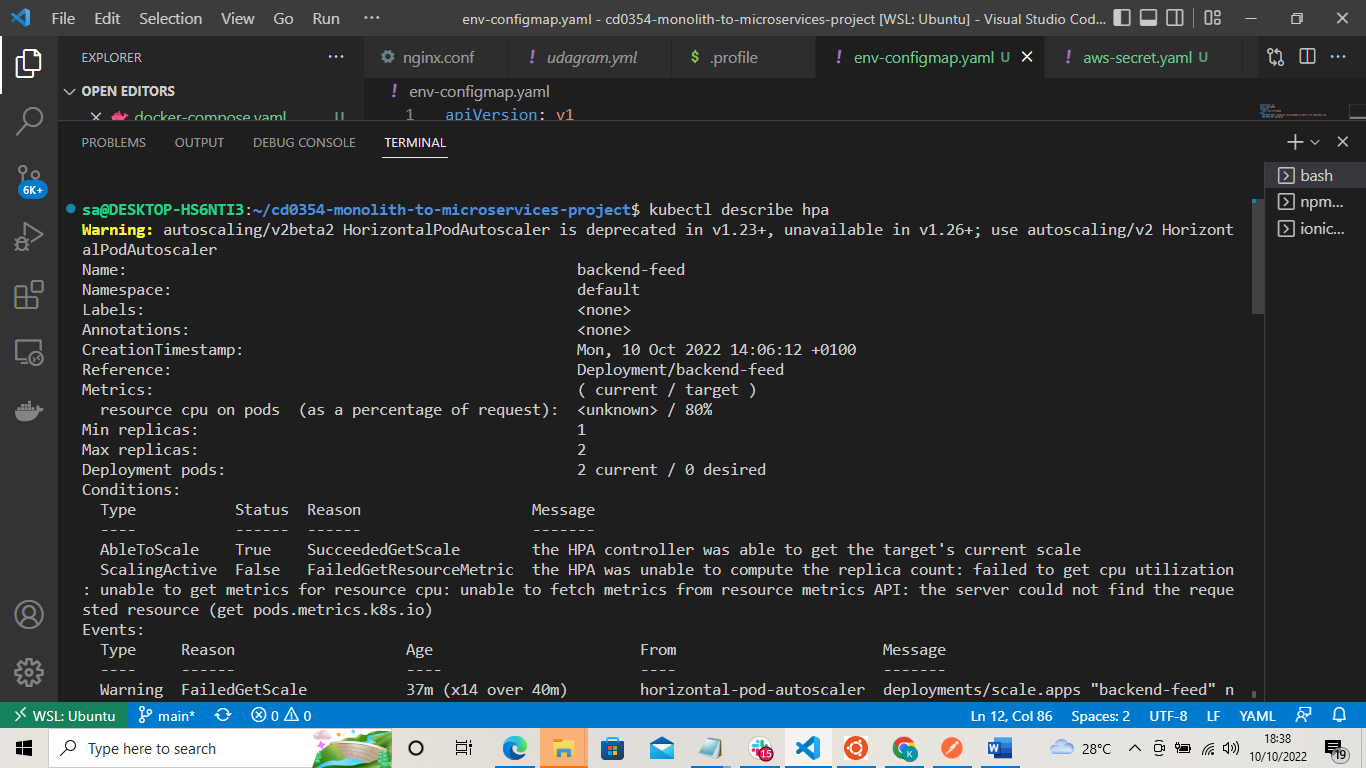 File Edit Selection View Go Run ··· env-configmap.yaml - cd0354-monolith-to-microservices-project [WSL: Ubuntu] - Visual Studio Cod...
EXPLORER ···
nginx.conf ! udagram.yml $ .profile ! env-configmap.yaml U ! aws-secret.yaml U ···
OPEN EDITORS
! env-configmap.yaml
docker-compose.yaml U
1 apiVersion: v1
PROBLEMS OUTPUT DEBUG CONSOLE TERMINAL
bash
npm...
ionic...
6K+
sa@DESKTOP-HS6NTI3:~/cd0354-monolith-to-microservices-project$ kubectl describe hpa
Warning: autoscaling/v2beta2 HorizontalPodAutoscaler is deprecated in v1.23+, unavailable in v1.26+; use autoscaling/v2 Horizont
alPodAutoscaler
Name: backend-feed
Namespace: default
Labels: <none>
Annotations: <none>
CreationTimestamp: Mon, 10 Oct 2022 14:06:12 +0100
Reference: Deployment/backend-feed
Metrics: ( current / target )
resource cpu on pods (as a percentage of request): <unknown> / 80%
Min replicas: 1
Max replicas: 2
Deployment pods: 2 current / 0 desired
Conditions:
Type Status Reason Message
---- ------ ------ -------
AbleToScale True SucceededGetScale the HPA controller was able to get the target's current scale
ScalingActive False FailedGetResourceMetric the HPA was unable to compute the replica count: failed to get cpu utilization
: unable to get metrics for resource cpu: unable to fetch metrics from resource metrics API: the server could not find the reque
sted resource (get pods.metrics.k8s.io)
Events:
Type Reason Age From Message
---- ------ ---- ---- -------
Warning FailedGetScale 37m (x14 over 40m) horizontal-pod-autoscaler deployments/scale.apps "backend-feed" n
WSL: Ubuntu main* 0 0 Ln 12, Col 86 Spaces: 2 UTF-8 LF YAML
Type here to search 15 28°C 18:38
10/10/2022 19